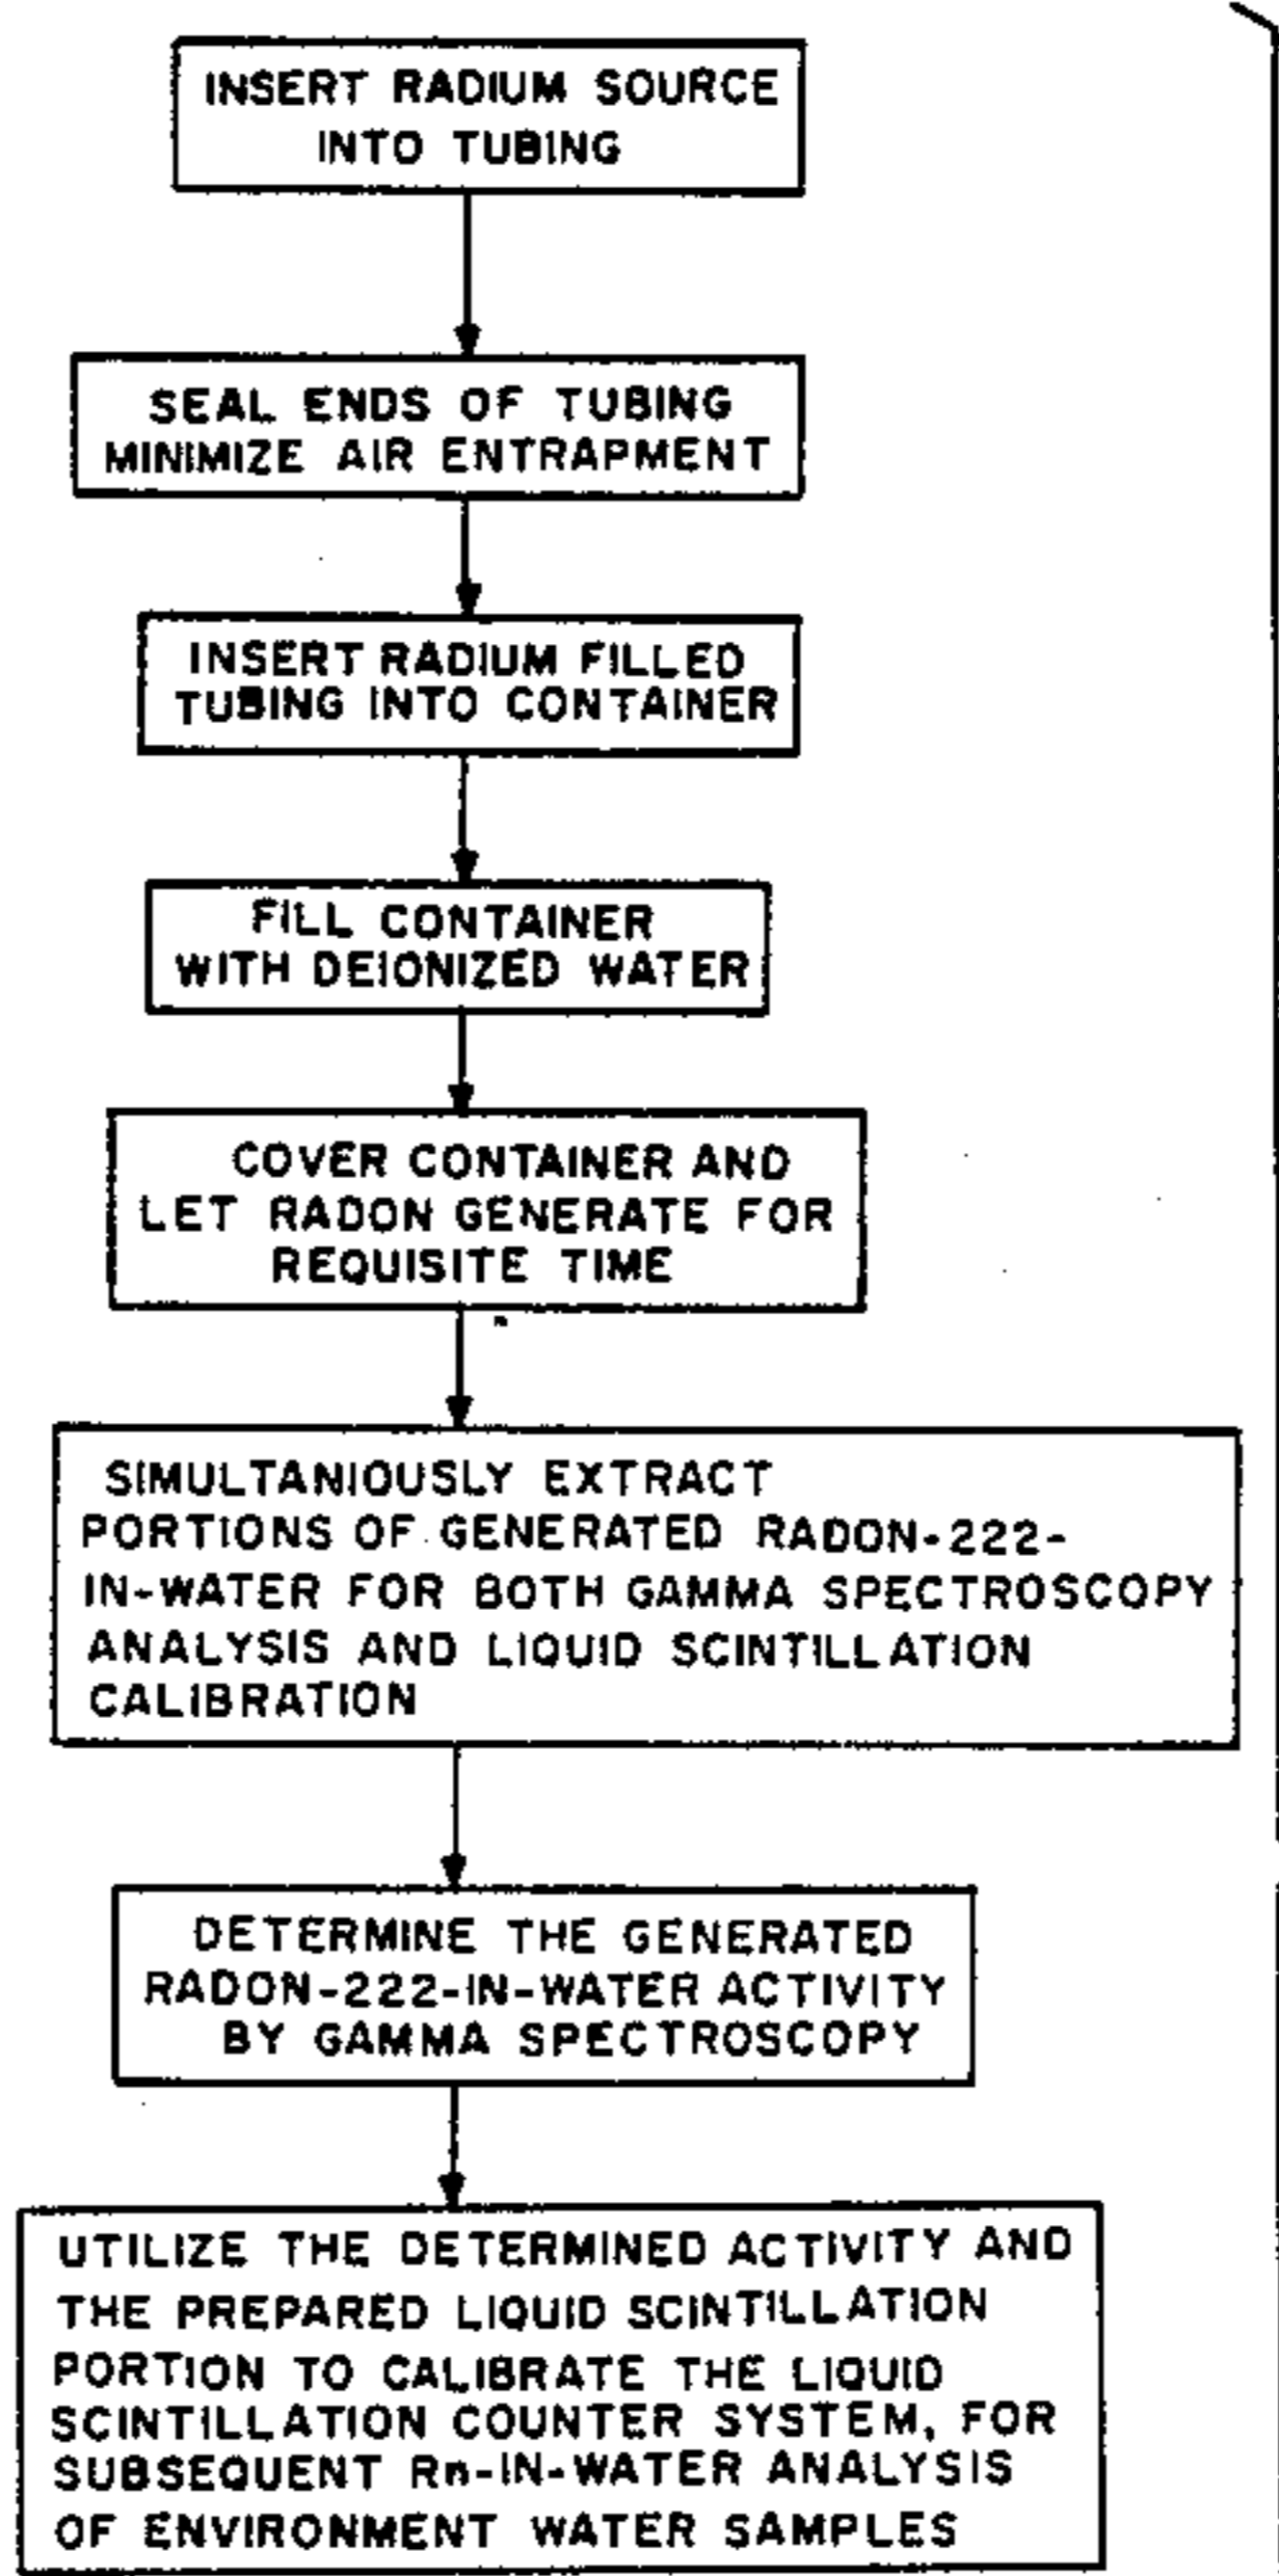 INSERT RADIUM SOURCE
INTO TUBING
SEAL ENDS OF TUBING
MINIMIZE AIR ENTRAPMENT
INSERT RADIUM FILLED
TUBING INTO CONTAINER
FILL CONTAINER
WITH DEIONIZED WATER
COVER CONTAINER AND
LET RADON GENERATE FOR
REQUISITE TIME
SIMULTANIOUSLY EXTRACT
PORTIONS OF GENERATED RADON-222-
IN-WATER FOR BOTH GAMMA SPECTROSCOPY
ANALYSIS AND LIQUID SCINTILLATION
CALIBRATION
DETERMINE THE GENERATED
RADON-222-IN-WATER ACTIVITY
BY GAMMA SPECTROSCOPY
UTILIZE THE DETERMINED ACTIVITY AND
THE PREPARED LIQUID SCINTILLATION
PORTION TO CALIBRATE THE LIQUID
SCINTILLATION COUNTER SYSTEM, FOR
SUBSEQUENT Rn-IN-WATER ANALYSIS
OF ENVIRONMENT WATER SAMPLES